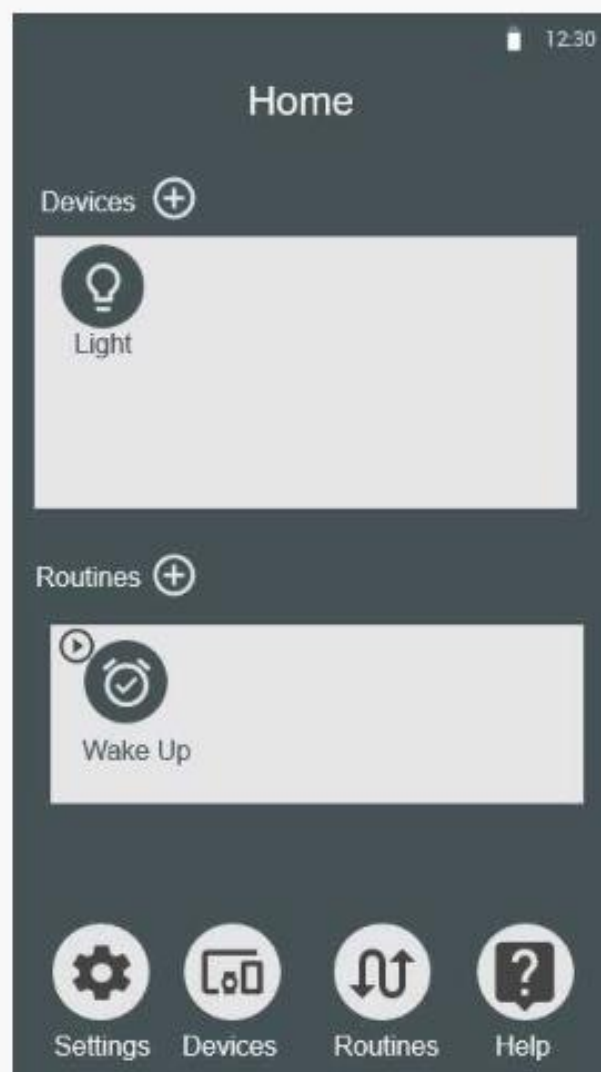 12:30
Home
Devices
Light
Routines
Wake Up
Settings Devices Routines Help